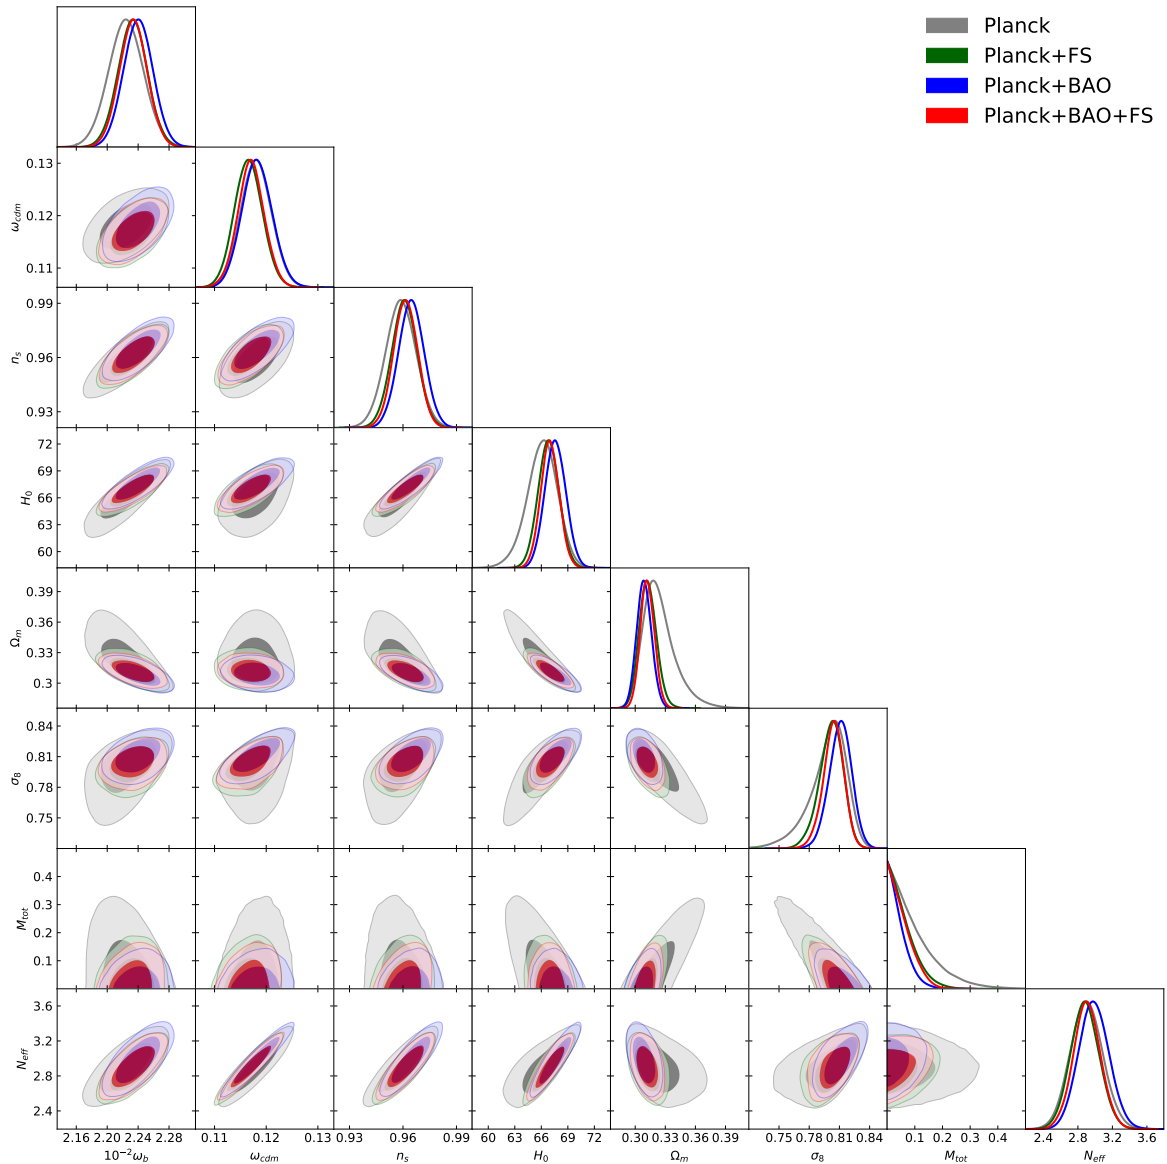 Planck
Planck+FS
Planck+BAO
Planck+BAO+FS
0.13
0.12
0.11
ω_cdm
0.99
0.96
0.93
n_s
72
69
66
63
60
H_0
0.39
0.36
0.33
0.3
Ω_m
0.84
0.81
0.78
0.75
σ_8
0.4
0.3
0.2
0.1
M_tot
3.6
3.2
2.8
2.4
N_eff
2.16 2.20 2.24 2.28 0.11 0.12 0.13 0.93 0.96 0.99 60 63 66 69 72 0.30 0.33 0.36 0.39 0.75 0.78 0.81 0.84 0.1 0.2 0.3 0.4 2.4 2.8 3.2 3.6
10^{-2}ω_b ω_cdm n_s H_0 Ω_m σ_8 M_tot N_eff